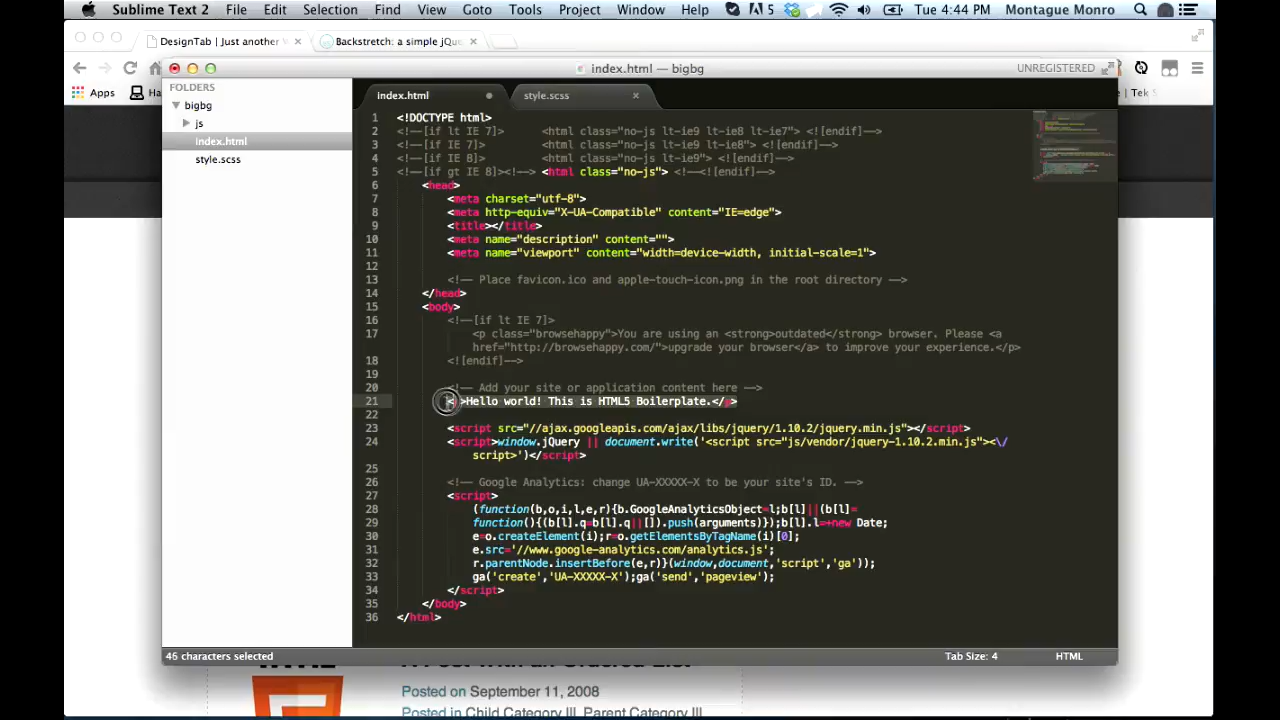 Sublime Text 2 File Edit Selection Find View Goto Tools Project Window Help 5 Tue 4:44 PM Montague Monro
DesignTab | Just another
Backstretch: a simple jQu
index.html — bigbg
UNREGISTERED
Apps
| Tek
FOLDERS
bigbg
js
index.html
style.scss
index.html
style.scss
1 <!DOCTYPE html>
2 <!--[if lt IE 7]> <html class="no-js lt-ie9 lt-ie8 lt-ie7"> <![endif]-->
3 <!--[if IE 7]> <html class="no-js lt-ie9 lt-ie8"> <![endif]-->
4 <!--[if IE 8]> <html class="no-js lt-ie9"> <![endif]-->
5 <!--[if gt IE 8]><!--> <html class="no-js"> <!--<![endif]-->
6 <head>
7 <meta charset="utf-8">
8 <meta http-equiv="X-UA-Compatible" content="IE=edge">
9 <title></title>
10 <meta name="description" content="">
11 <meta name="viewport" content="width=device-width, initial-scale=1">
12
13 <!-- Place favicon.ico and apple-touch-icon.png in the root directory -->
14 </head>
15 <body>
16 <!--[if lt IE 7]>
17 <p class="browsehappy">You are using an <strong>outdated</strong> browser. Please <a
href="http://browsehappy.com/">upgrade your browser</a> to improve your experience.</p>
18 <![endif]-->
19
20 <!-- Add your site or application content here -->
21 <p>Hello world! This is HTML5 Boilerplate.</p>
22
23 <script src="//ajax.googleapis.com/ajax/libs/jquery/1.10.2/jquery.min.js"></script>
24 <script>window.jQuery || document.write('<script src="js/vendor/jquery-1.10.2.min.js"><\/
script>')</script>
25
26 <!-- Google Analytics: change UA-XXXXX-X to be your site's ID. -->
27 <script>
28 (function(b,o,i,l,e,r){b.GoogleAnalyticsObject=l;b[l]||(b[l]=
29 function(){(b[l].q=b[l].q||[]).push(arguments)});b[l].l=+new Date;
30 e=o.createElement(i);r=o.getElementsByTagName(i)[0];
31 e.src='//www.google-analytics.com/analytics.js';
32 r.parentNode.insertBefore(e,r)}(window,document,'script','ga'));
33 ga('create','UA-XXXXX-X');ga('send','pageview');
34 </script>
35 </body>
36 </html>
45 characters selected
Tab Size: 4
HTML
A Post With an Ordered List
Posted on September 11, 2008
Posted in Child Category III, Parent Category III